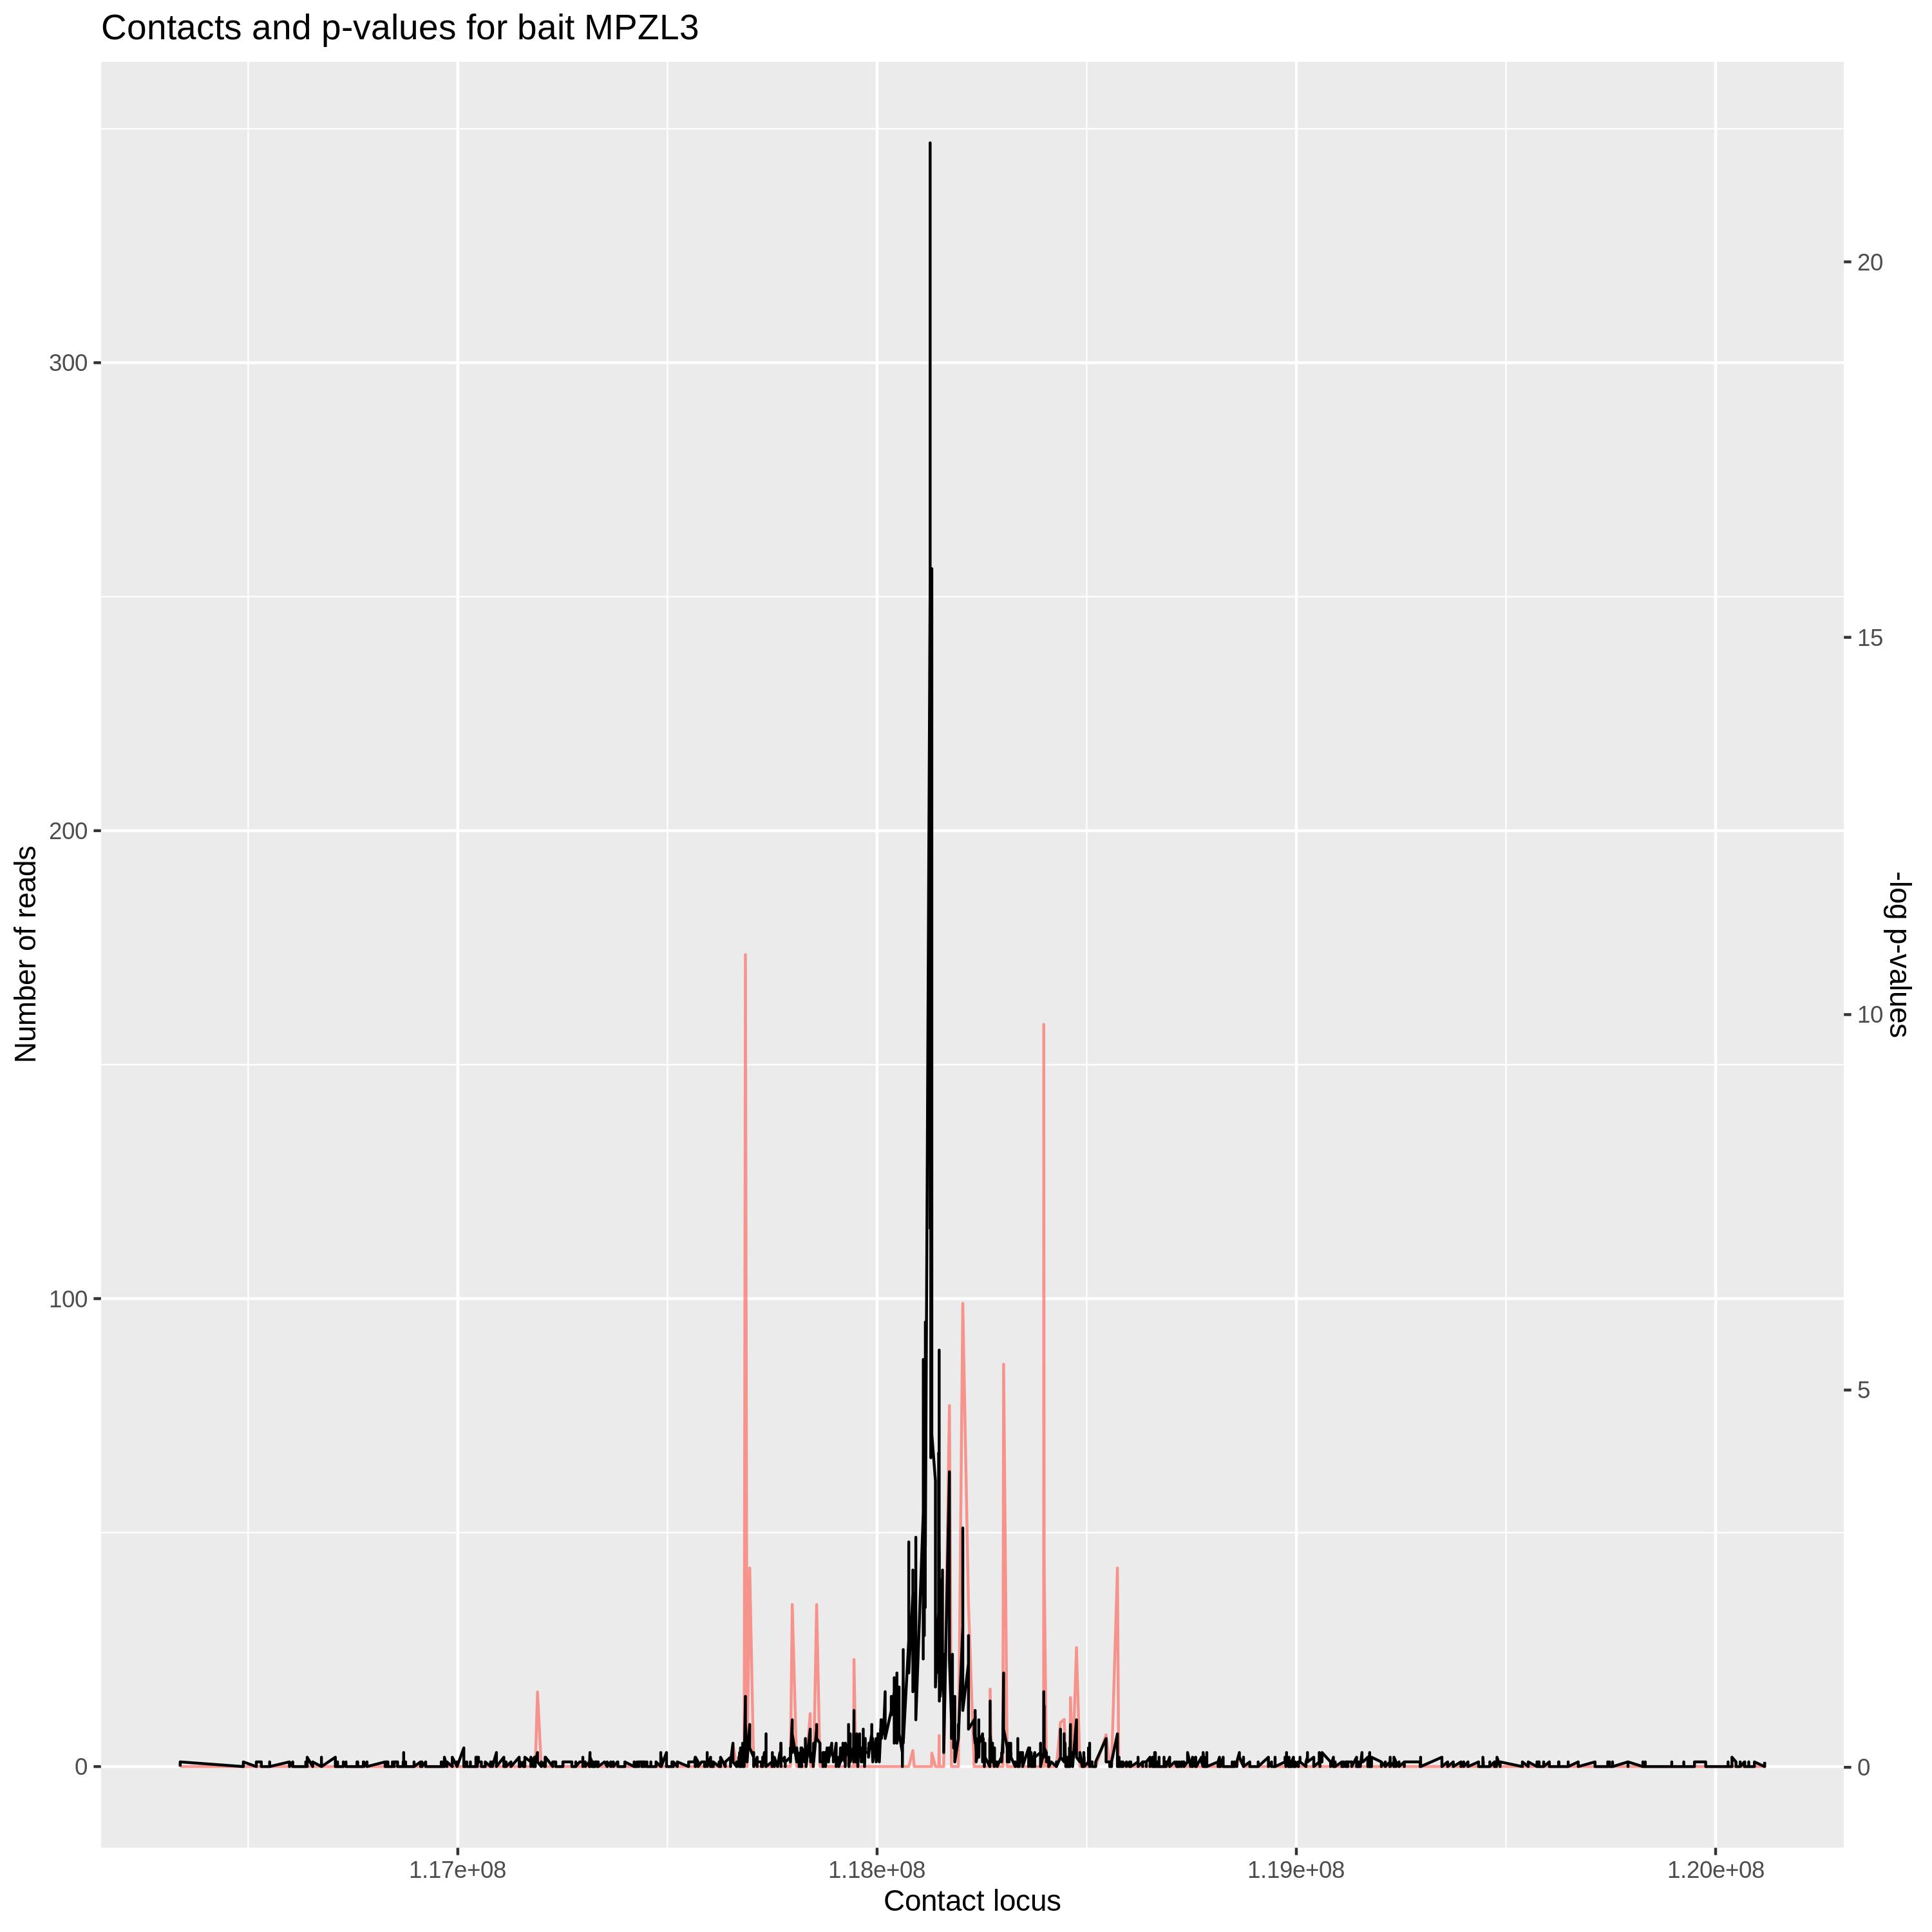 Contacts and p-values for bait MPZL3
Number of reads
300
200
100
0
20
15
10
5
0
-log p-values
1.17e+08
1.18e+08
1.19e+08
1.20e+08
Contact locus